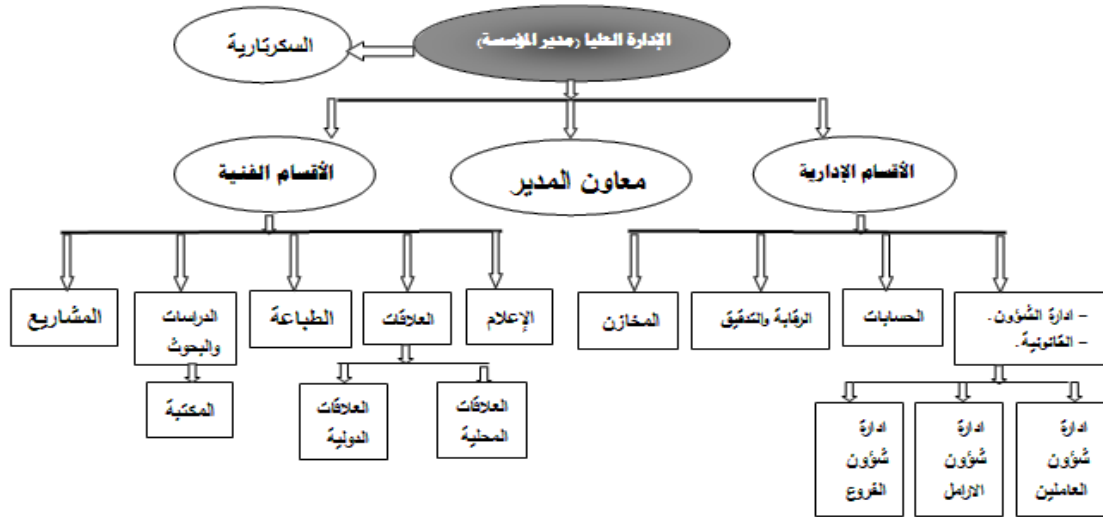 الإدارة العليا (مدير المؤسسة)
السكرتارية
الأقسام الإدارية
معاون المدير
الأقسام الفنية
- ادارة الشؤون.
- القانونية.
الحسابات
الرقابة والتدقيق
المخازن
الإعلام
العلاقات
الطباعة
الدراسات
والبحوث
المشاريع
ادارة
شؤون
العاملين
ادارة
شؤون
الارامل
ادارة
شؤون
الفروع
العلاقات
المحلية
العلاقات
الدولية
المكتبة